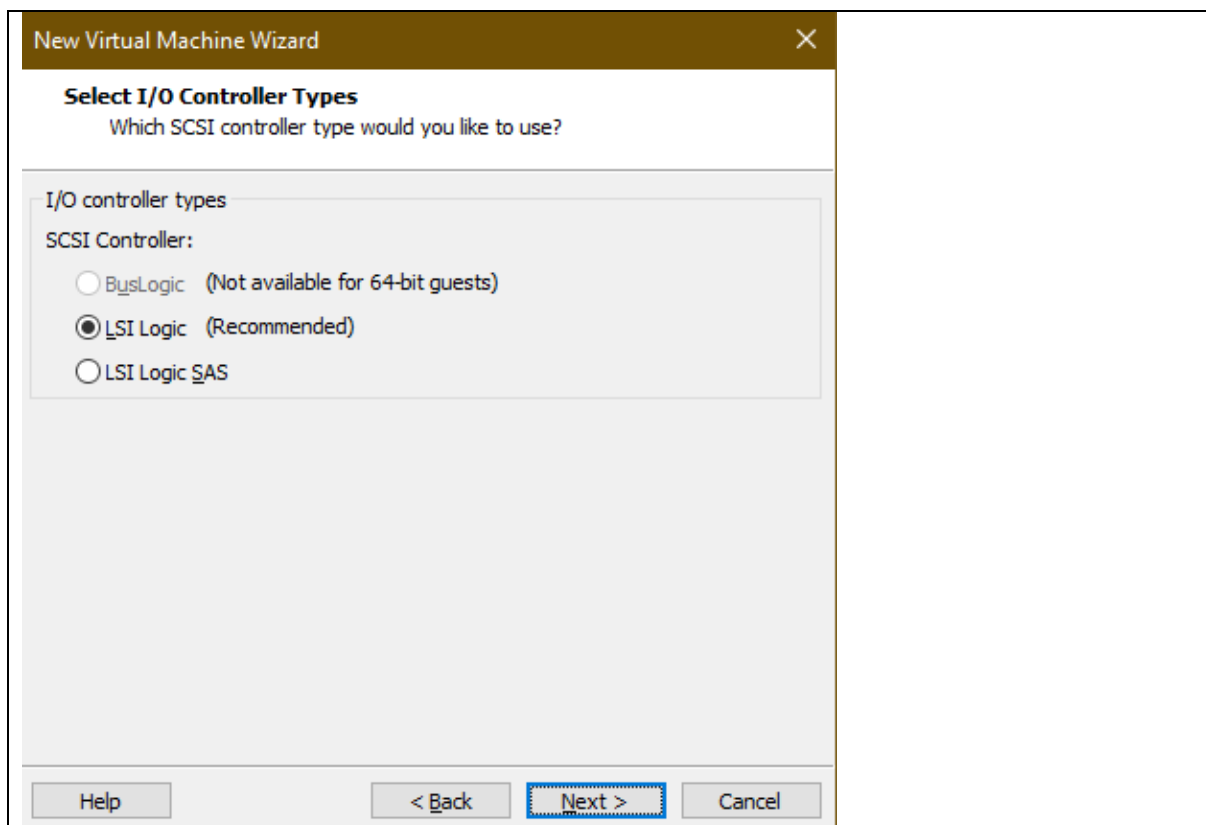 New Virtual Machine Wizard
Select I/O Controller Types
Which SCSI controller type would you like to use?
I/O controller types
SCSI Controller:
BusLogic (Not available for 64-bit guests)
LSI Logic (Recommended)
LSI Logic SAS
Help < Back Next > Cancel